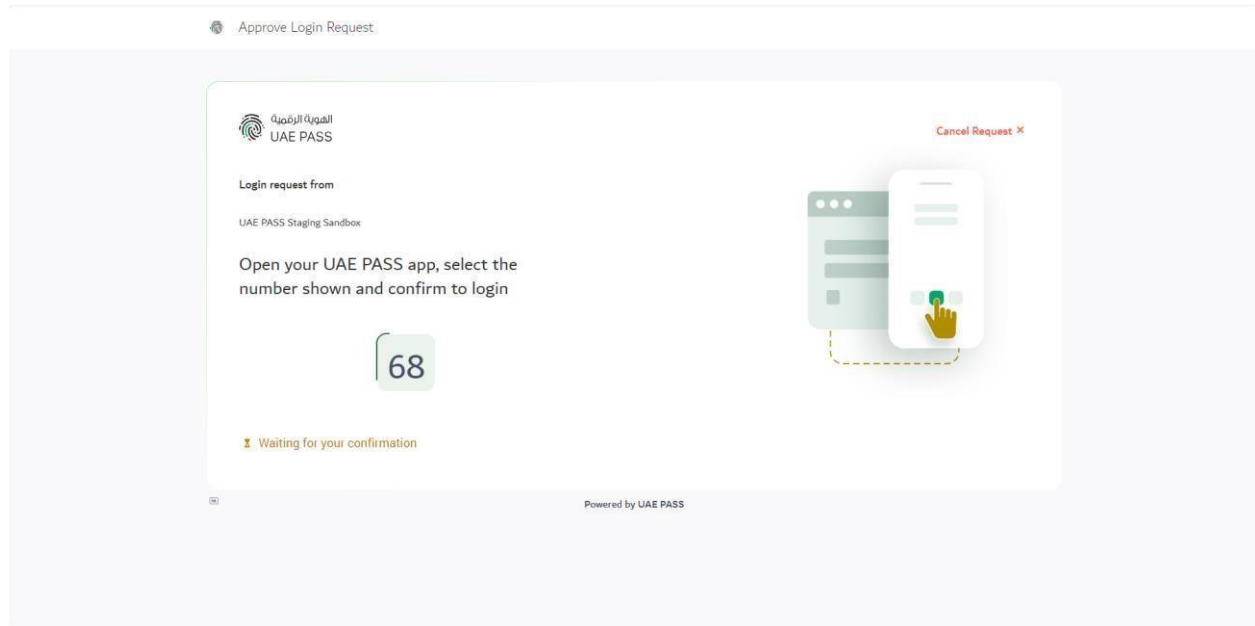 Approve Login Request
الهوية الرقمية
UAE PASS
Cancel Request ×
Login request from
UAE PASS Staging Sandbox
Open your UAE PASS app, select the
number shown and confirm to login
68
Waiting for your confirmation
Powered by UAE PASS